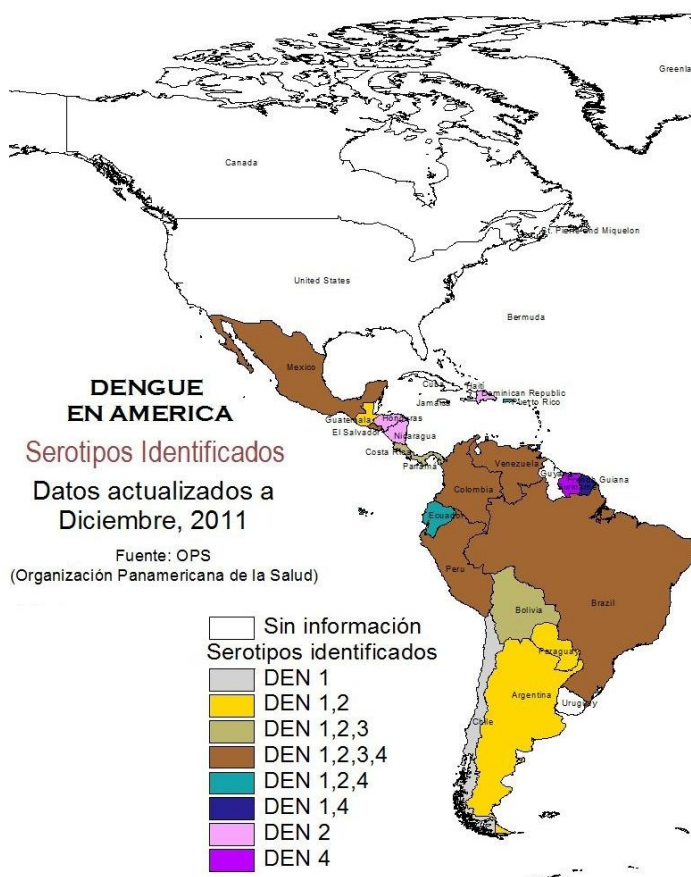 Greenla
Canada
St. Pierre and Miquelon
United States
Bermuda
Mexico
Cuba
Haiti
Dominican Republic
Jamaica
Puerto Rico
Guatemala
Honduras
El Salvador
Nicaragua
Costa Rica
Panama
Venezuela
Guyana
French Guiana
Colombia
Ecuador
Peru
Brazil
Bolivia
Paraguay
Argentina
Uruguay
Chile
DENGUE
EN AMERICA
Serotipos Identificados
Datos actualizados a
Diciembre, 2011
Fuente: OPS
(Organización Panamericana de la Salud)
Sin información
Serotipos identificados
DEN 1
DEN 1,2
DEN 1,2,3
DEN 1,2,3,4
DEN 1,2,4
DEN 1,4
DEN 2
DEN 4